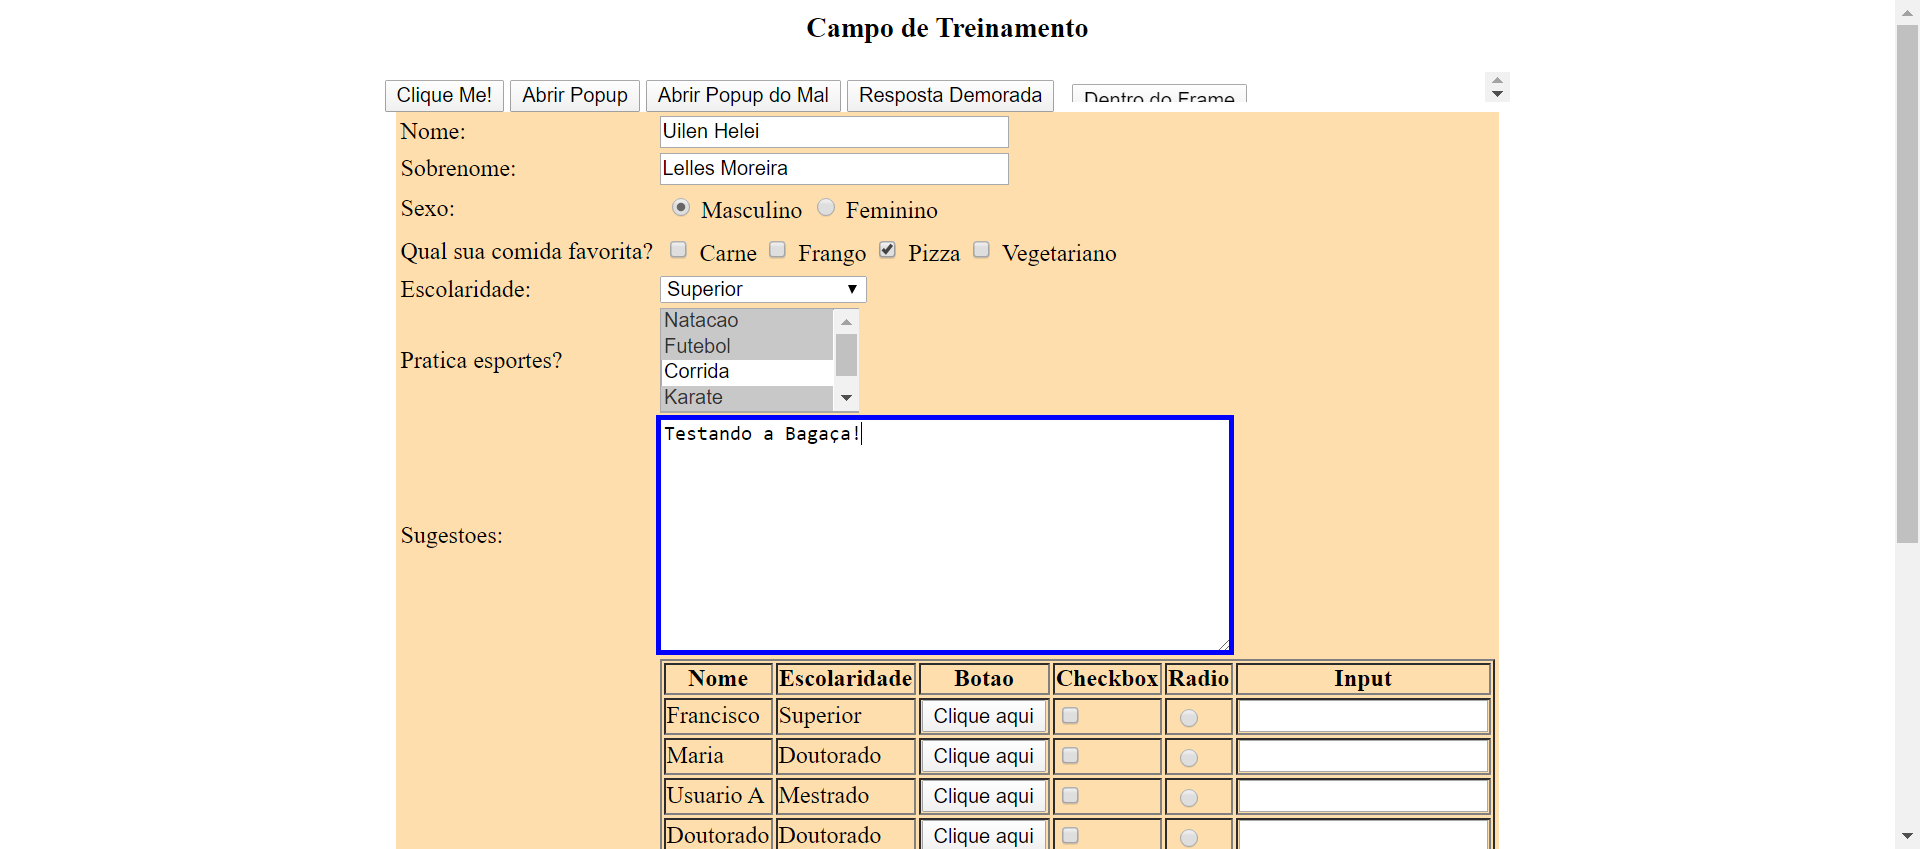 Campo de Treinamento
Clique Me! Abrir Popup Abrir Popup do Mal Resposta Demorada Dentro do Frame
Nome: Uilen Helei
Sobrenome: Lelles Moreira
Sexo: Masculino Feminino
Qual sua comida favorita? Carne Frango Pizza Vegetariano
Escolaridade: Superior
Pratica esportes?
Natacao
Futebol
Corrida
Karate
Sugestoes:
Testando a Bagaça!
Nome Escolaridade Botao Checkbox Radio Input
Francisco Superior Clique aqui
Maria Doutorado Clique aqui
Usuario A Mestrado Clique aqui
Doutorado Doutorado Clique aqui